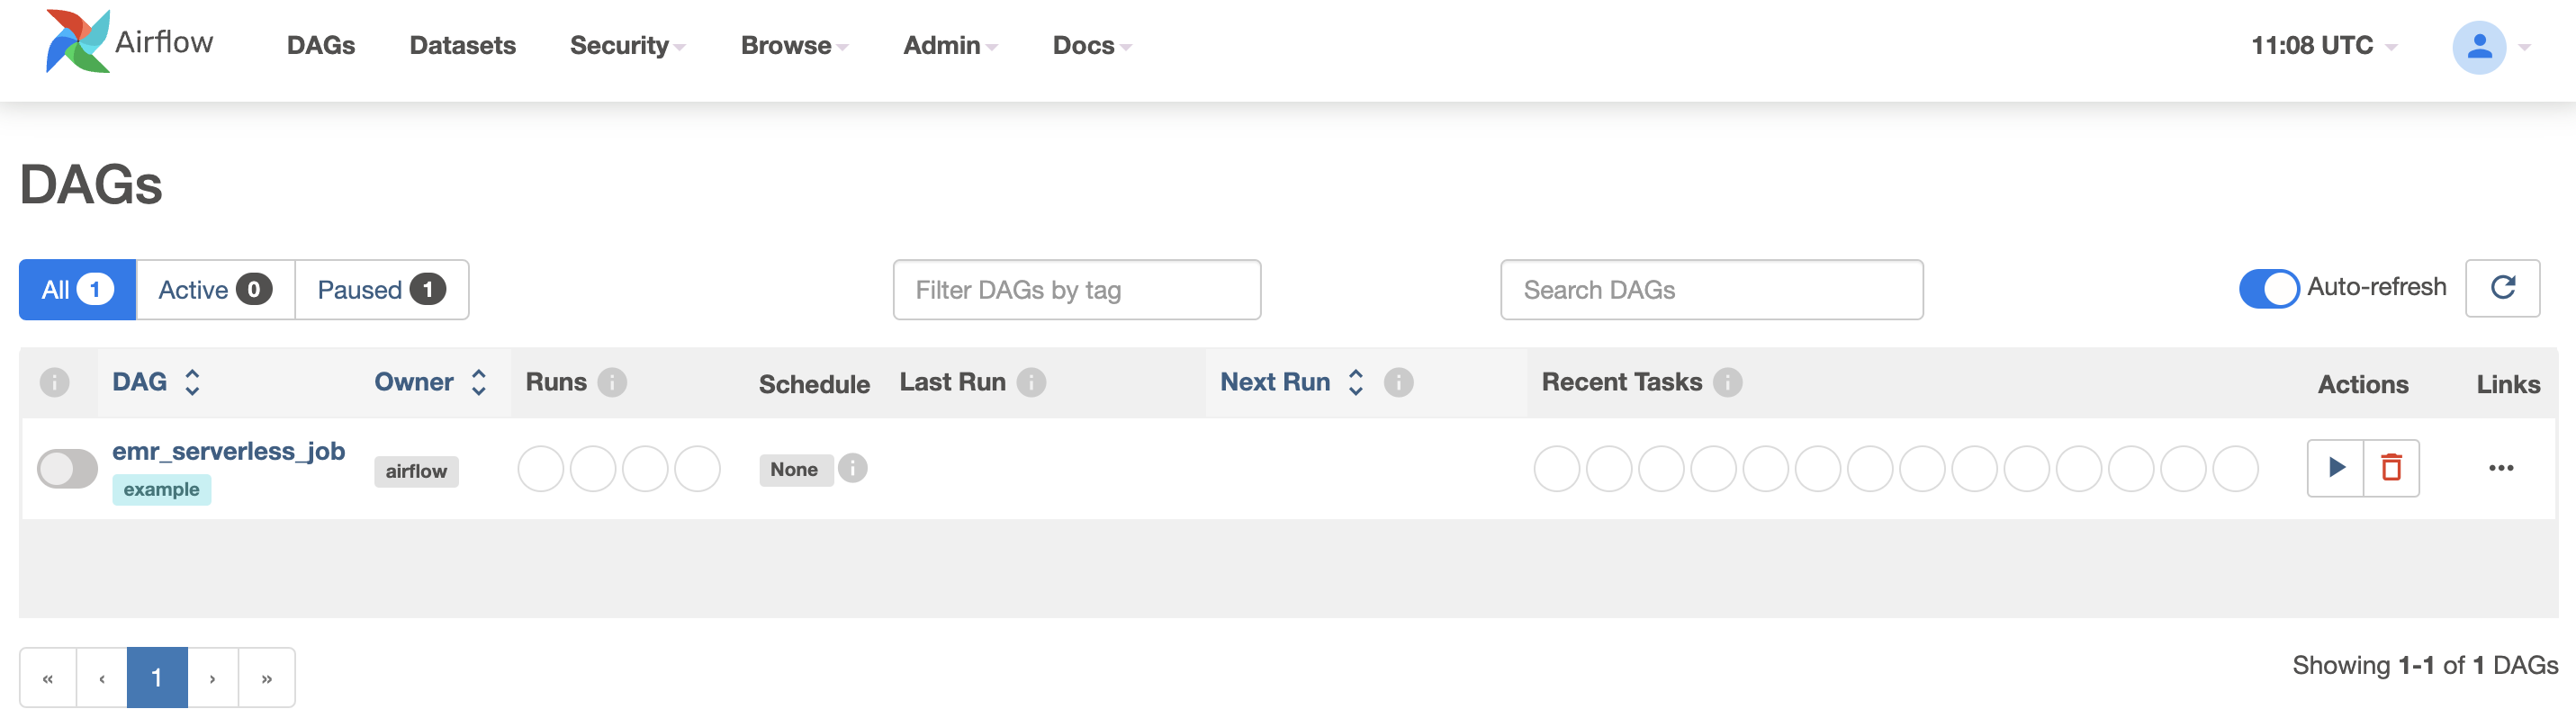 Airflow DAGs Datasets Security Browse Admin Docs 11:08 UTC
DAGs
All 1 Active 0 Paused 1 Filter DAGs by tag Search DAGs Auto-refresh
DAG Owner Runs Schedule Last Run Next Run Recent Tasks Actions Links
emr_serverless_job airflow None
example
« ‹ 1 › »
Showing 1-1 of 1 DAGs